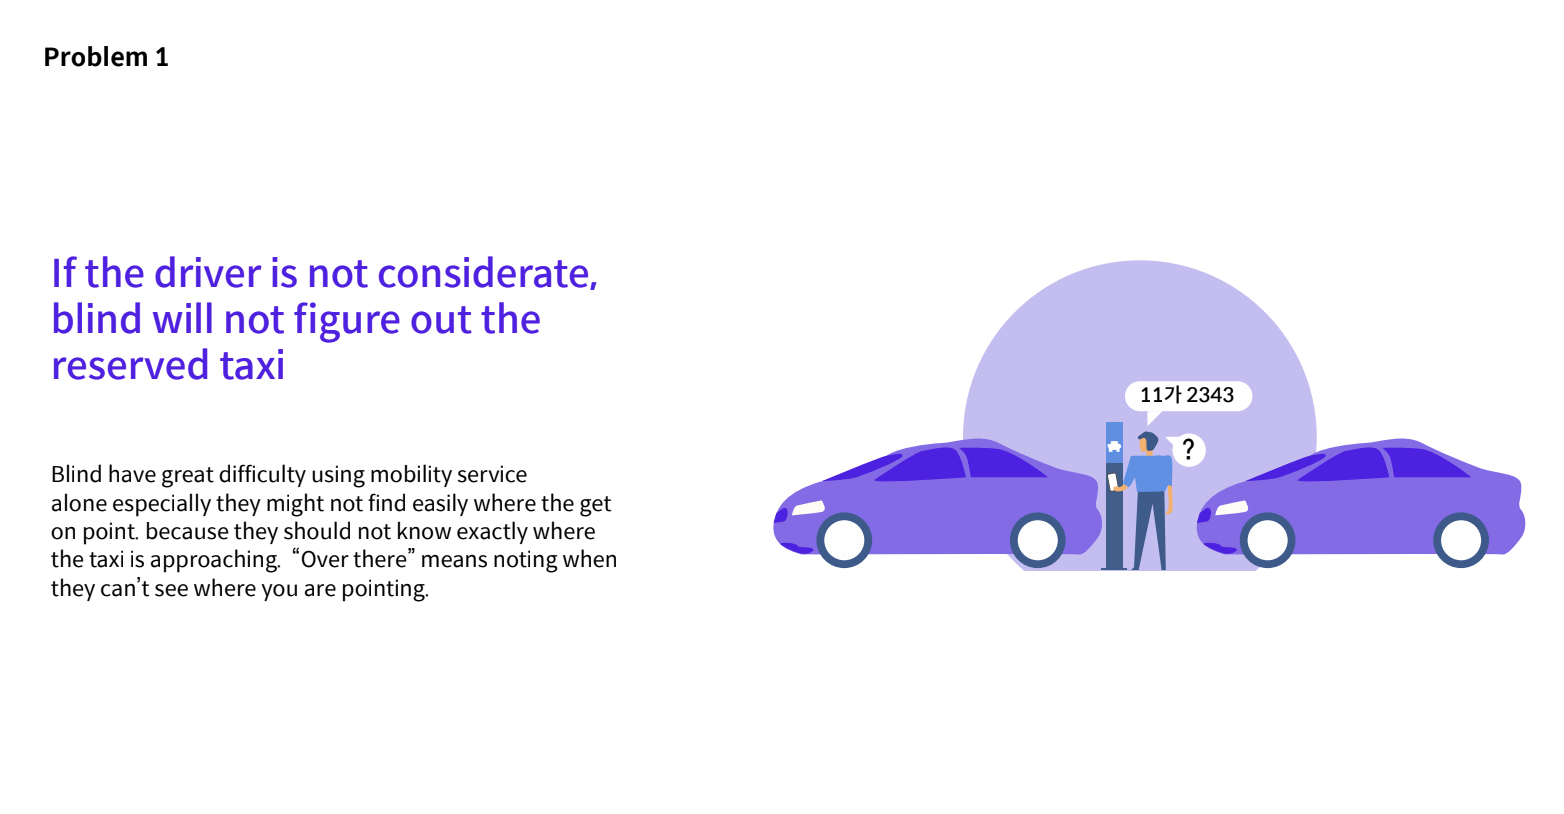 Problem 1
If the driver is not considerate,
blind will not figure out the
reserved taxi
Blind have great difficulty using mobility service
alone especially they might not find easily where the get
on point. because they should not know exactly where
the taxi is approaching.  “Over there” means noting when
they can’t see where you are pointing.
11가 2343
?